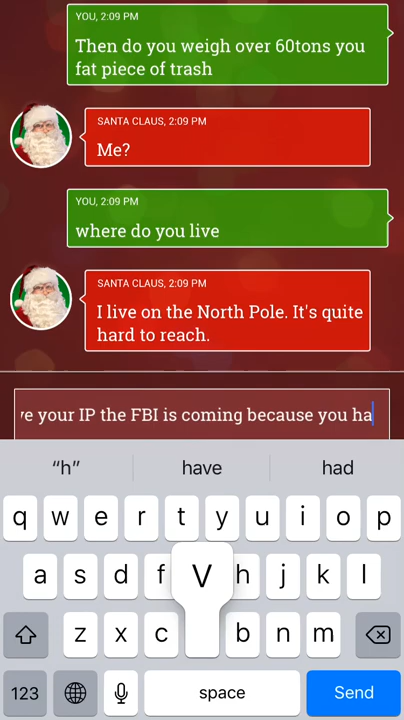 YOU, 2:09 PM
Then do you weigh over 60tons you
fat piece of trash
SANTA CLAUS, 2:09 PM
Me?
YOU, 2:09 PM
where do you live
SANTA CLAUS, 2:09 PM
I live on the North Pole. It's quite
hard to reach.
e your IP the FBI is coming because you ha
“h” have had
q w e r t y u i o p
a s d f V h j k l
z x c b n m
123 space Send